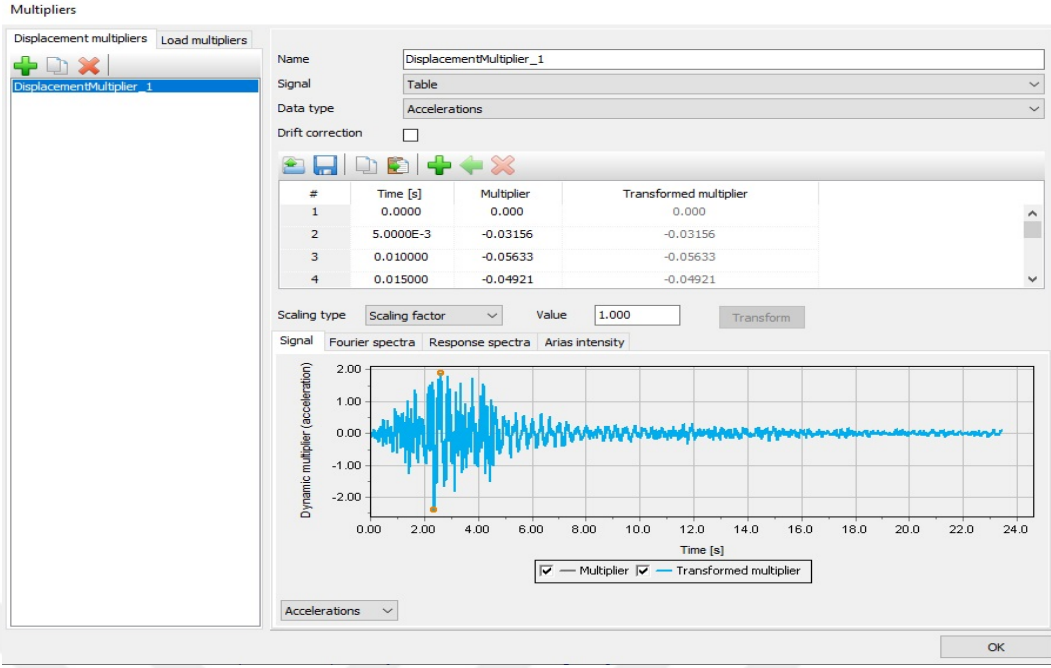 Multipliers
Displacement multipliers Load multipliers
DisplacementMultiplier_1
Name DisplacementMultiplier_1
Signal Table
Data type Accelerations
Drift correction
# Time [s] Multiplier Transformed multiplier
1 0.0000 0.000 0.000
2 5.0000E-3 -0.03156 -0.03156
3 0.010000 -0.05633 -0.05633
4 0.015000 -0.04921 -0.04921
Scaling type Scaling factor Value 1.000 Transform
Signal Fourier spectra Response spectra Arias intensity
Dynamic multiplier (acceleration)
2.00
1.00
0.00
-1.00
-2.00
0.00 2.00 4.00 6.00 8.00 10.0 12.0 14.0 16.0 18.0 20.0 22.0 24.0
Time [s]
Multiplier Transformed multiplier
Accelerations
OK